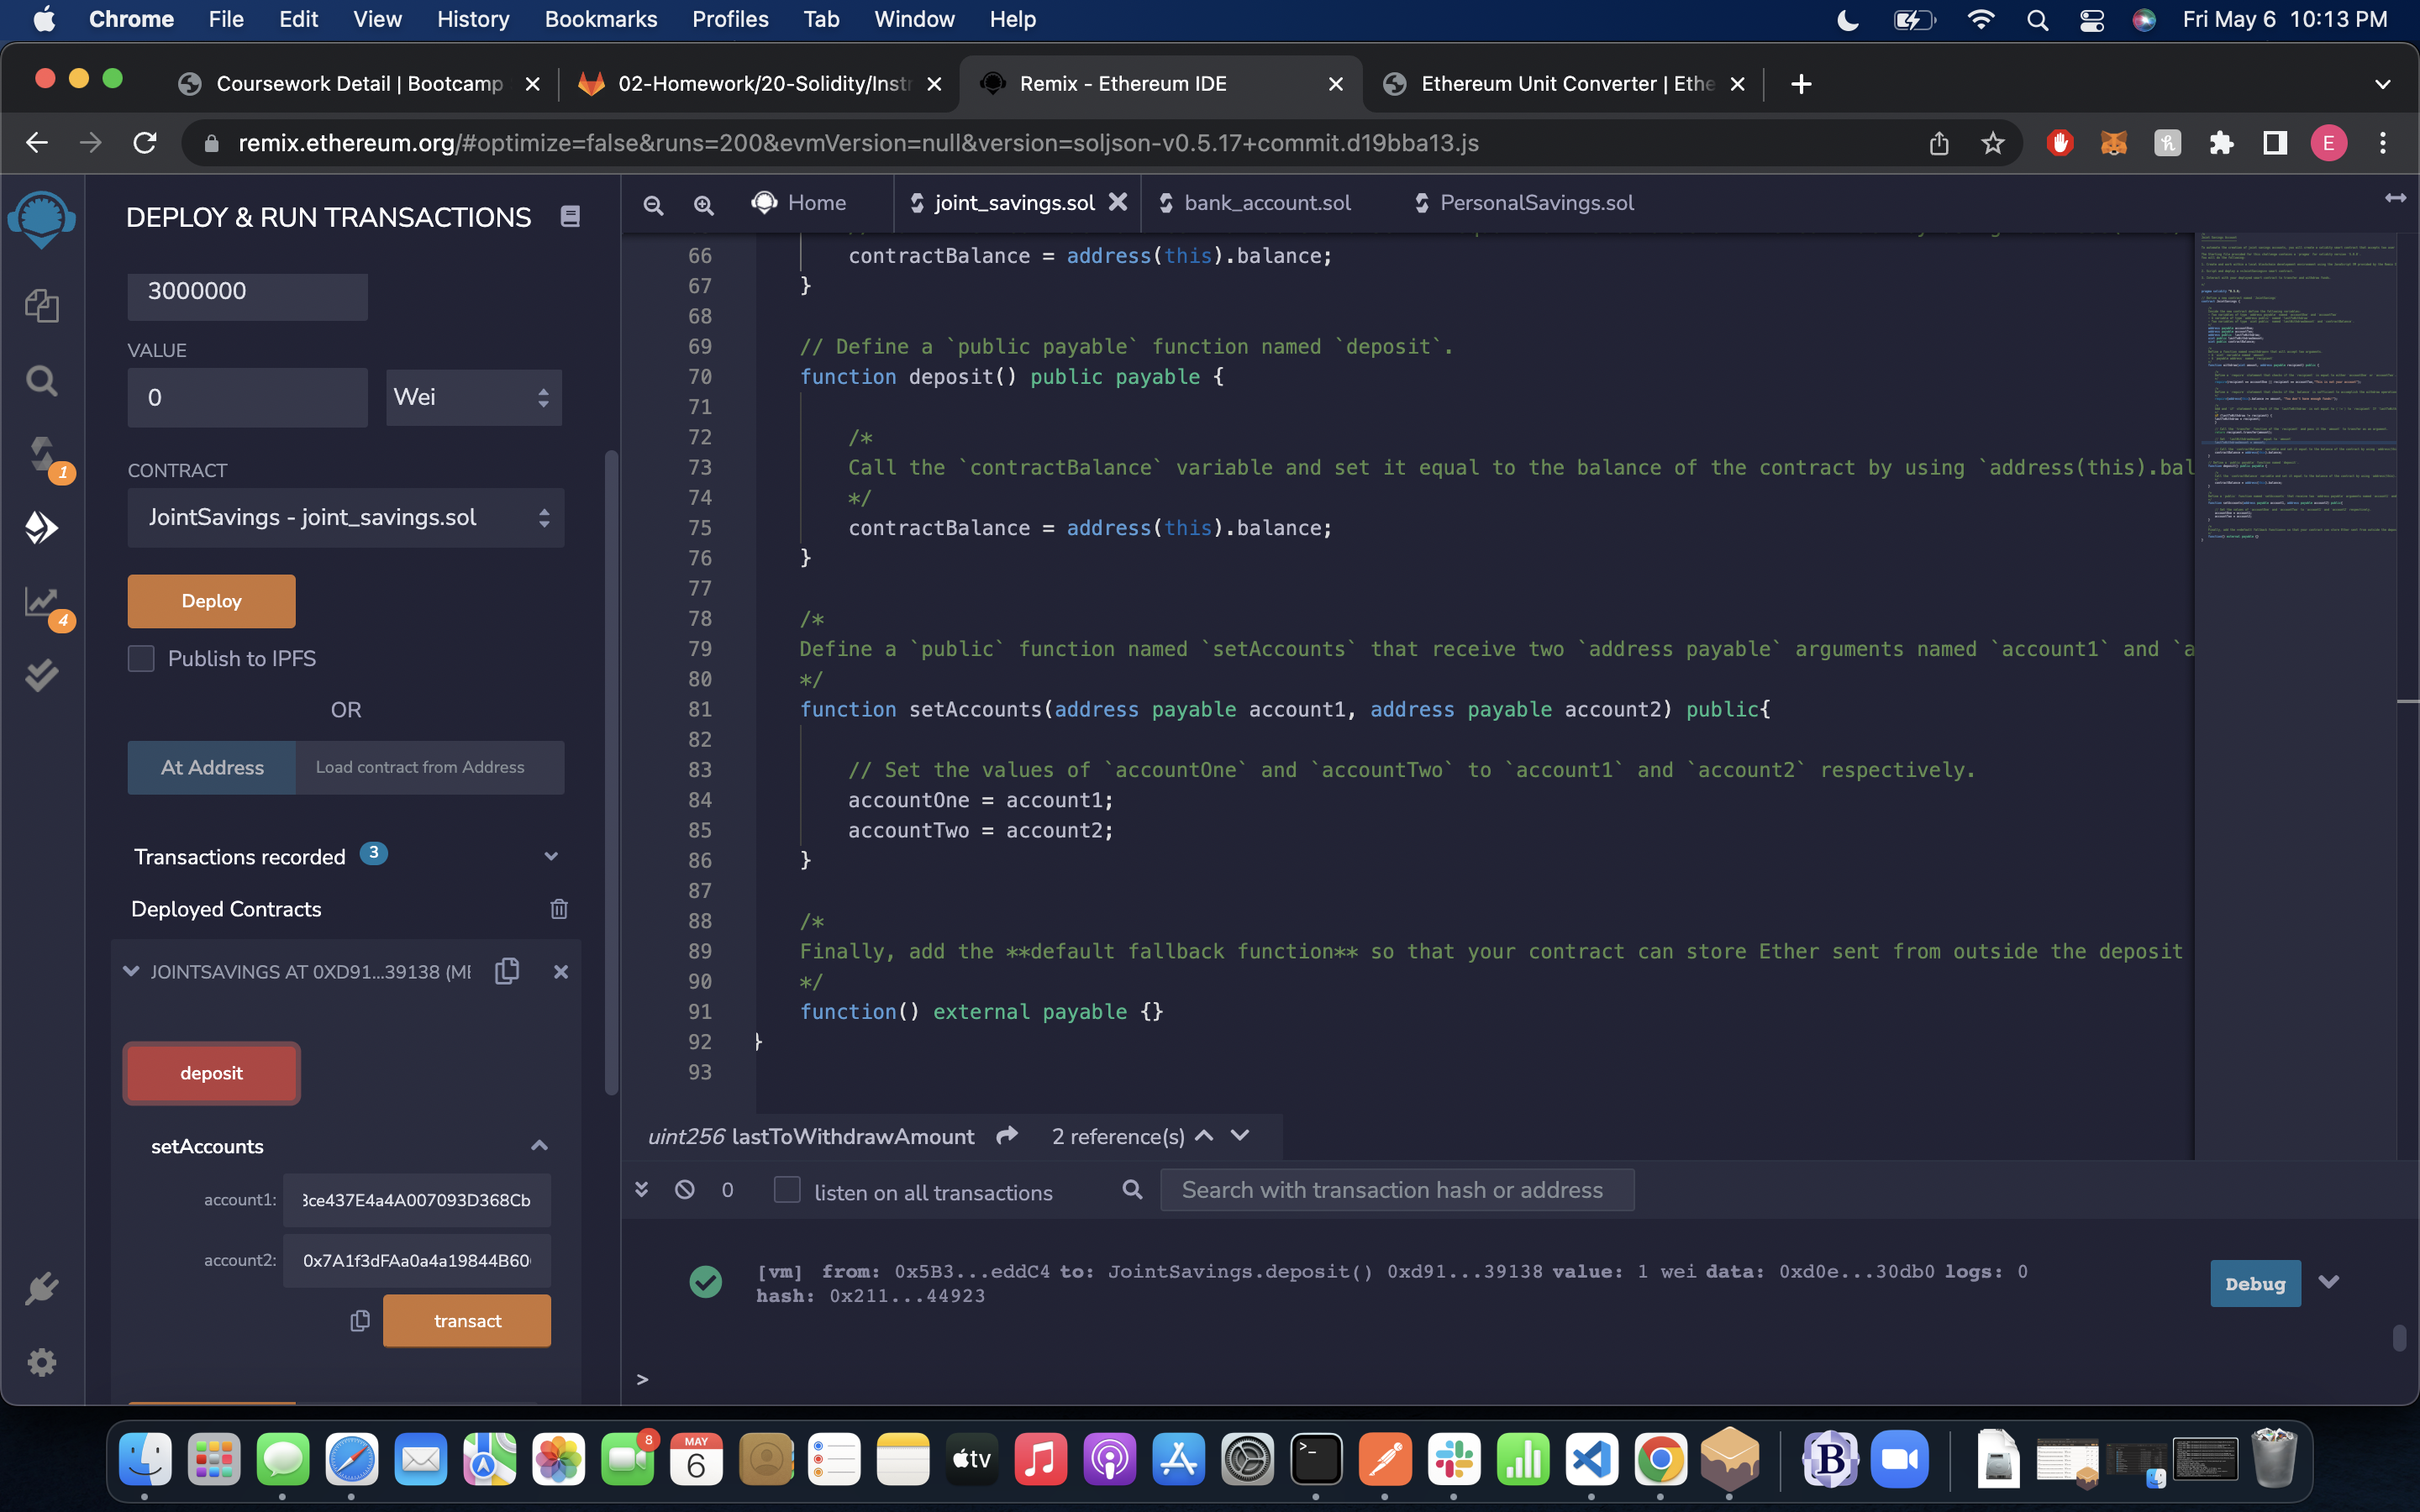 Chrome File Edit View History Bookmarks Profiles Tab Window Help Fri May 6 10:13 PM
Coursework Detail | Bootcamp 02-Homework/20-Solidity/Instr Remix - Ethereum IDE Ethereum Unit Converter | Ethe
remix.ethereum.org/#optimize=false&runs=200&evmVersion=null&version=soljson-v0.5.17+commit.d19bba13.js E
DEPLOY & RUN TRANSACTIONS
3000000
VALUE
0 Wei
CONTRACT
JointSavings - joint_savings.sol
Deploy
Publish to IPFS
OR
At Address Load contract from Address
Transactions recorded 3
Deployed Contracts
JOINTSAVINGS AT 0XD91...39138 (ME
deposit
setAccounts
account1: 3ce437E4a4A007093D368Cb
account2: 0x7A1f3dFAa0a4a19844B60
transact
1
4
Home joint_savings.sol bank_account.sol PersonalSavings.sol
66 contractBalance = address(this).balance;
67 }
68
69 // Define a `public payable` function named `deposit`.
70 function deposit() public payable {
71
72 /*
73 Call the `contractBalance` variable and set it equal to the balance of the contract by using `address(this).bal
74 */
75 contractBalance = address(this).balance;
76 }
77
78 /*
79 Define a `public` function named `setAccounts` that receive two `address payable` arguments named `account1` and `a
80 */
81 function setAccounts(address payable account1, address payable account2) public{
82
83 // Set the values of `accountOne` and `accountTwo` to `account1` and `account2` respectively.
84 accountOne = account1;
85 accountTwo = account2;
86 }
87
88 /*
89 Finally, add the **default fallback function** so that your contract can store Ether sent from outside the deposit
90 */
91 function() external payable {}
92 }
93
uint256 lastToWithdrawAmount 2 reference(s)
0 listen on all transactions Search with transaction hash or address
[vm] from: 0x5B3...eddC4 to: JointSavings.deposit() 0xd91...39138 value: 1 wei data: 0xd0e...30db0 logs: 0
hash: 0x211...44923
Debug
>
8
MAY
6
tv
B